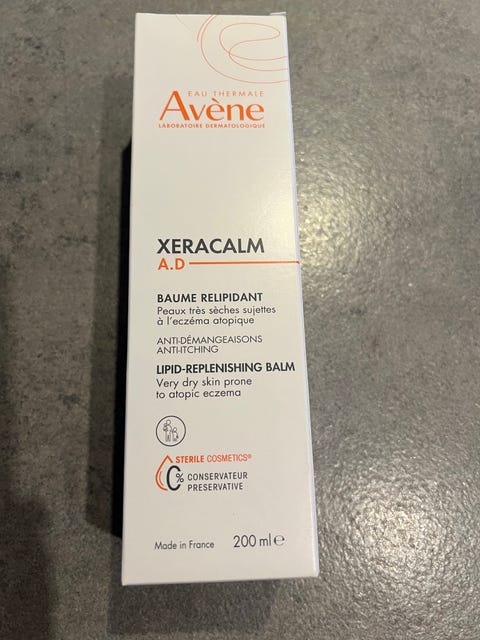 EAU THERMALE
Avène
LABORATOIRE DERMATOLOGIQUE
XERACALM
A.D
BAUME RELIPIDANT
Peaux très sèches sujettes
à l'eczéma atopique
ANTI-DÉMANGEAISONS
ANTI-ITCHING
LIPID-REPLENISHING BALM
Very dry skin prone
to atopic eczema
STERILE COSMETICS®
0% CONSERVATEUR
PRESERVATIVE
Made in France 200 ml ℮